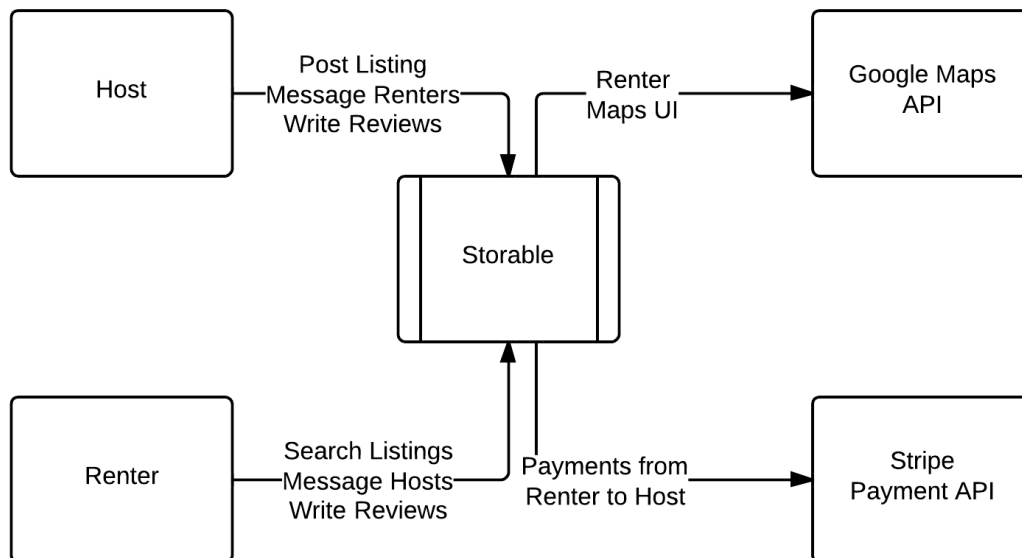 Host
Post Listing
Message Renters
Write Reviews
Renter
Maps UI
Google Maps
API
Storable
Renter
Search Listings
Message Hosts
Write Reviews
Payments from
Renter to Host
Stripe
Payment API